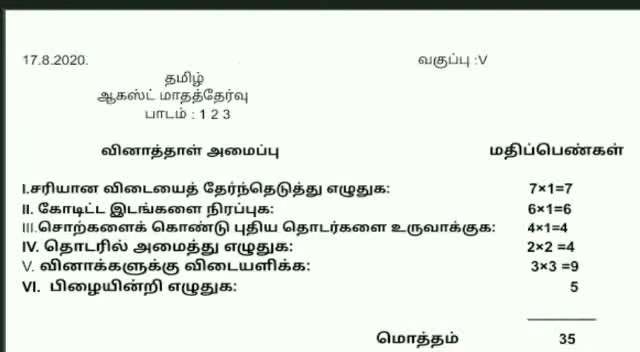 17.8.2020. வகுப்பு :V
தமிழ்
ஆகஸ்ட் மாதத்தேர்வு
பாடம் : 1 2 3
வினாத்தாள் அமைப்பு மதிப்பெண்கள்
I.சரியான விடையைத் தேர்ந்தெடுத்து எழுதுக: 7×1=7
II. கோடிட்ட இடங்களை நிரப்புக: 6×1=6
III.சொற்களைக் கொண்டு புதிய தொடர்களை உருவாக்குக: 4×1=4
IV. தொடரில் அமைத்து எழுதுக: 2×2 =4
V. வினாக்களுக்கு விடையளிக்க: 3×3 =9
VI. பிழையின்றி எழுதுக: 5
மொத்தம் 35